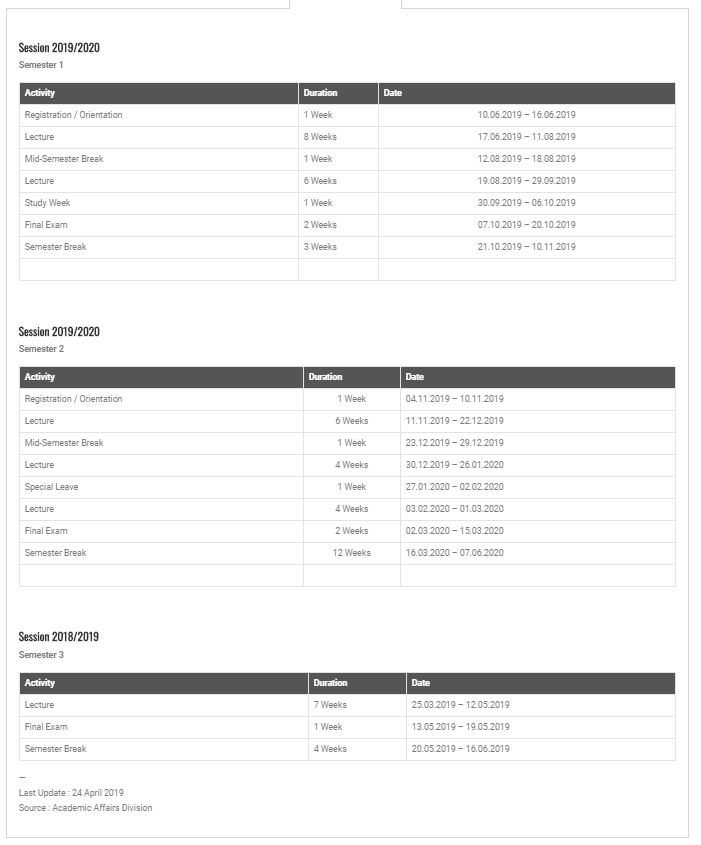 Session 2019/2020
Semester 1
Activity Duration Date
Registration / Orientation 1 Week 10.06.2019 – 16.06.2019
Lecture 8 Weeks 17.06.2019 – 11.08.2019
Mid-Semester Break 1 Week 12.08.2019 – 18.08.2019
Lecture 6 Weeks 19.08.2019 – 29.09.2019
Study Week 1 Week 30.09.2019 – 06.10.2019
Final Exam 2 Weeks 07.10.2019 – 20.10.2019
Semester Break 3 Weeks 21.10.2019 – 10.11.2019
Session 2019/2020
Semester 2
Activity Duration Date
Registration / Orientation 1 Week 04.11.2019 – 10.11.2019
Lecture 6 Weeks 11.11.2019 – 22.12.2019
Mid-Semester Break 1 Week 23.12.2019 – 29.12.2019
Lecture 4 Weeks 30.12.2019 – 26.01.2020
Special Leave 1 Week 27.01.2020 – 02.02.2020
Lecture 4 Weeks 03.02.2020 – 01.03.2020
Final Exam 2 Weeks 02.03.2020 – 15.03.2020
Semester Break 12 Weeks 16.03.2020 – 07.06.2020
Session 2018/2019
Semester 3
Activity Duration Date
Lecture 7 Weeks 25.03.2019 – 12.05.2019
Final Exam 1 Week 13.05.2019 – 19.05.2019
Semester Break 4 Weeks 20.05.2019 – 16.06.2019
—
Last Update : 24 April 2019
Source : Academic Affairs Division